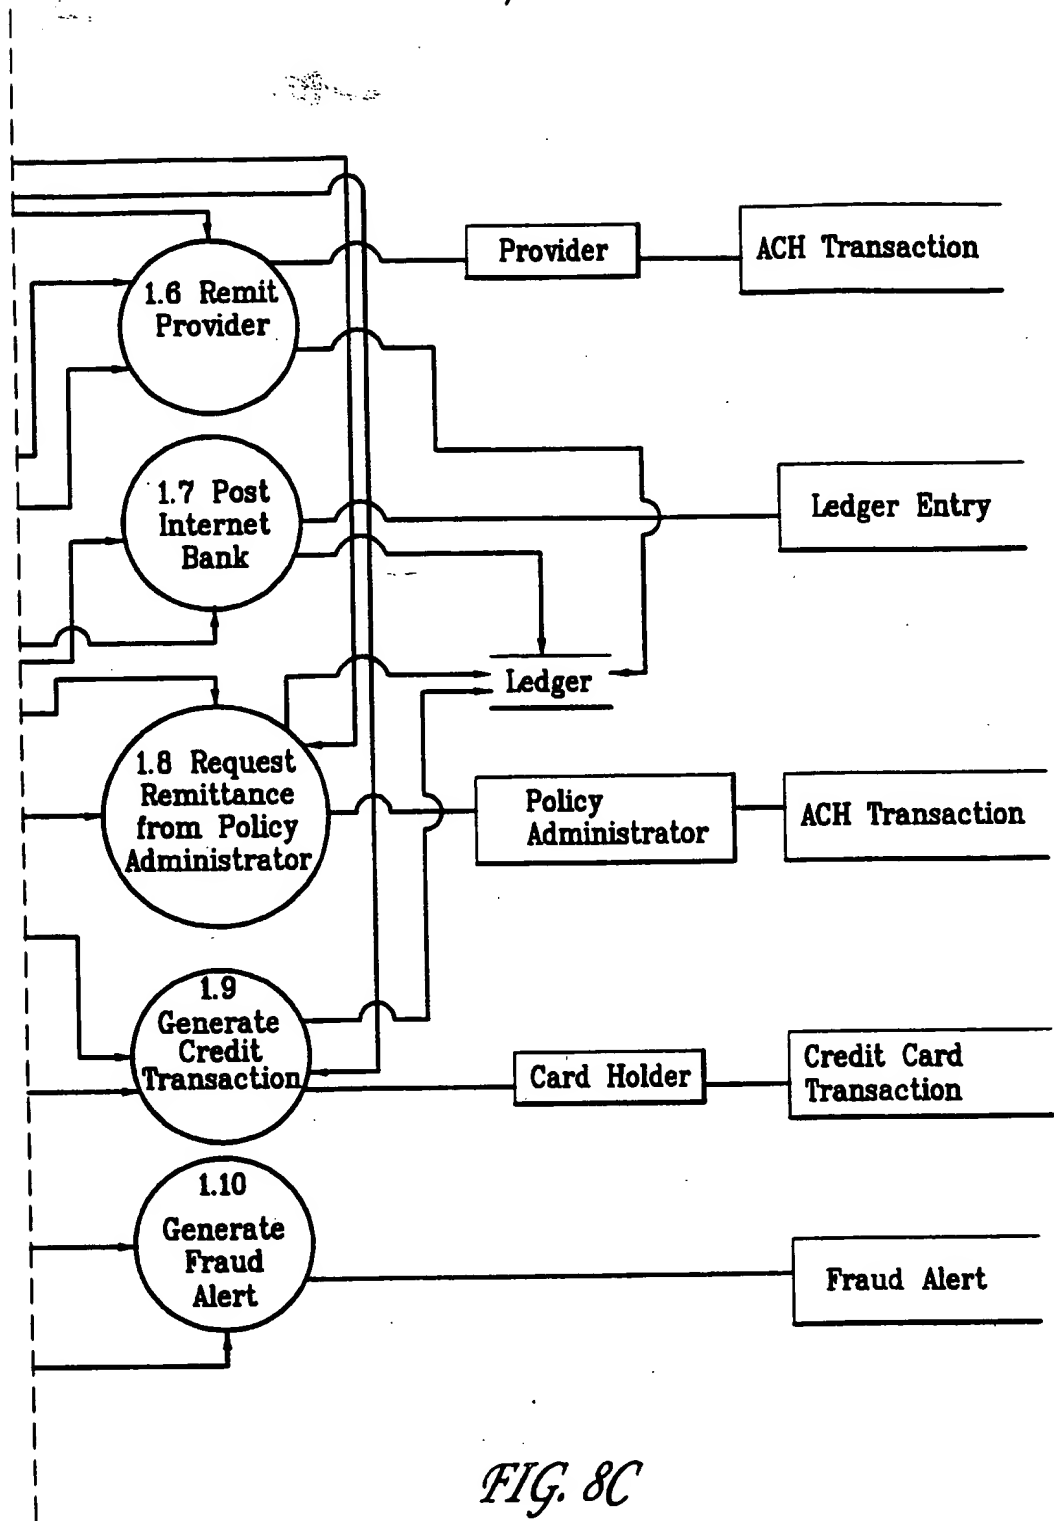 1.6 Remit
Provider
Provider
ACH Transaction
1.7 Post
Internet
Bank
Ledger Entry
Ledger
1.8 Request
Remittance
from Policy
Administrator
Policy
Administrator
ACH Transaction
1.9
Generate
Credit
Transaction
Card Holder
Credit Card
Transaction
1.10
Generate
Fraud
Alert
Fraud Alert
FIG. 8C